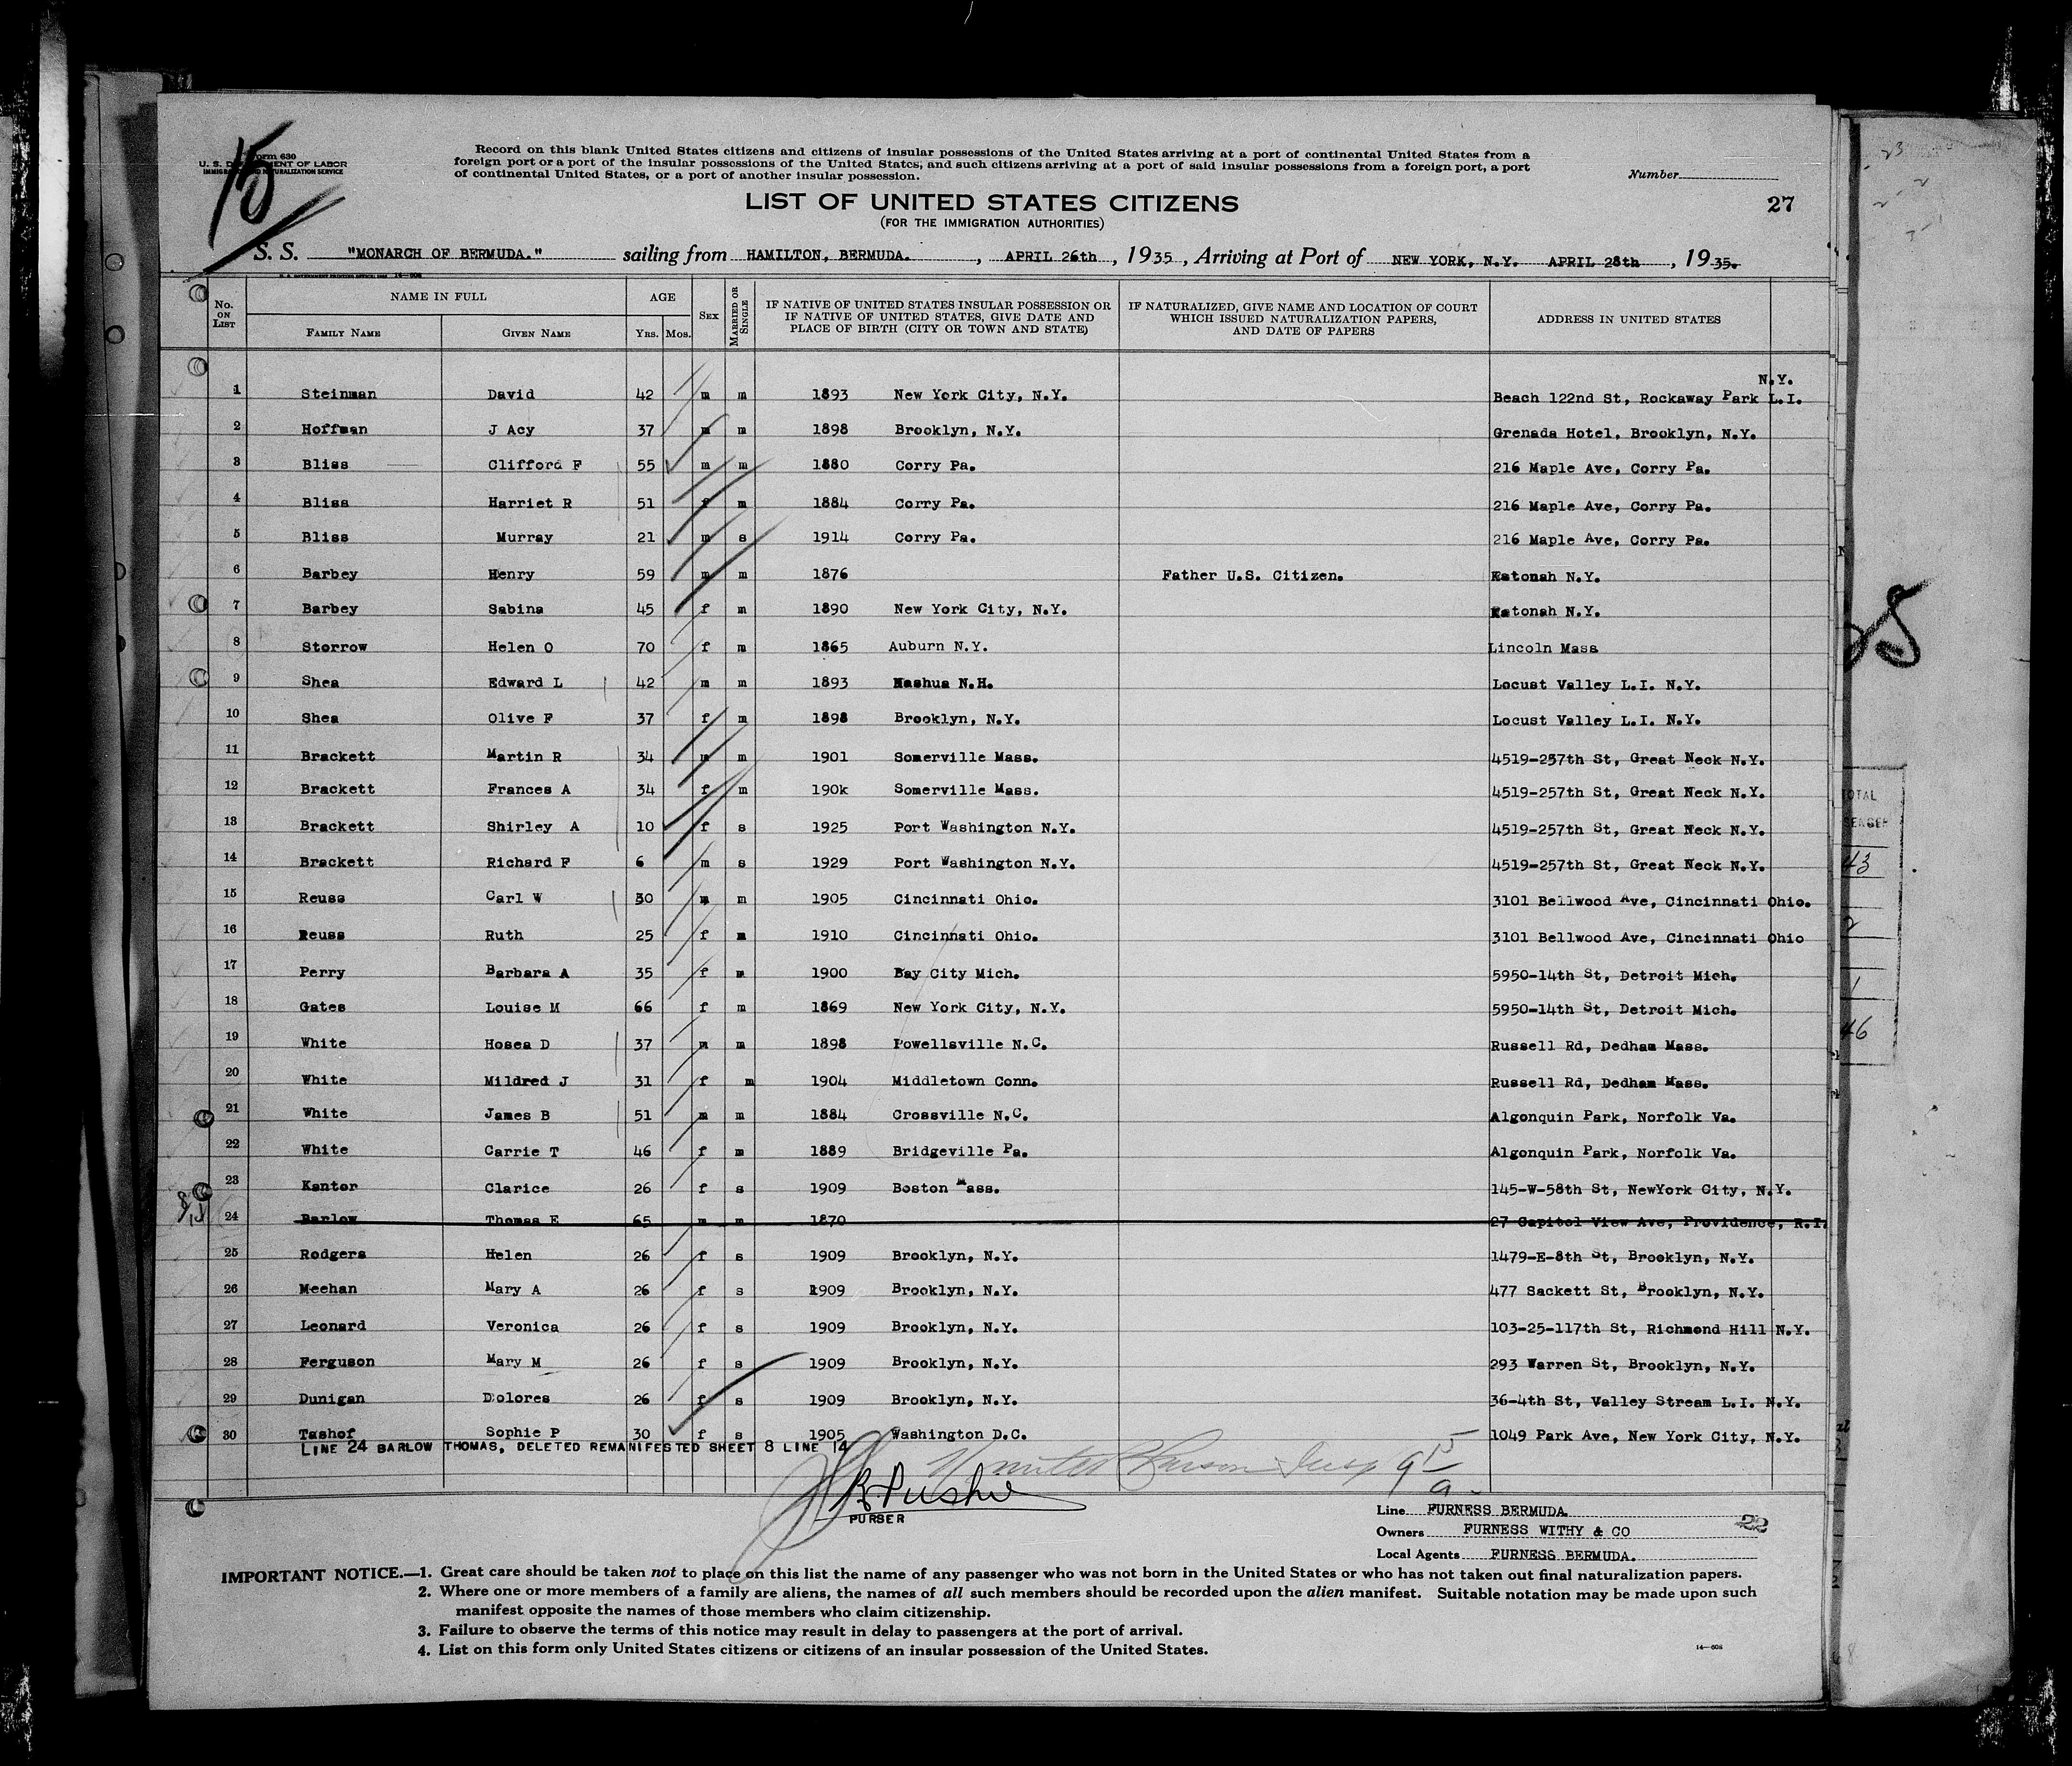 15
Form 630
U. S. DEPARTMENT OF LABOR
IMMIGRATION AND NATURALIZATION SERVICE
Record on this blank United States citizens and citizens of insular possessions of the United States arriving at a port of continental United States from a
foreign port or a port of the insular possessions of the United States, and such citizens arriving at a port of said insular possessions from a foreign port, a port
of continental United States, or a port of another insular possession.
Number
LIST OF UNITED STATES CITIZENS
(FOR THE IMMIGRATION AUTHORITIES)
27
S. S. "MONARCH OF BERMUDA." sailing from HAMILTON, BERMUDA. , APRIL 26th , 1935 , Arriving at Port of NEW YORK, N.Y. APRIL 28th , 1935.
No. ON LIST NAME IN FULL FAMILY NAME GIVEN NAME AGE YRS. MOS. SEX MARRIED OR SINGLE IF NATIVE OF UNITED STATES INSULAR POSSESSION OR IF NATIVE OF UNITED STATES, GIVE DATE AND PLACE OF BIRTH (CITY OR TOWN AND STATE) IF NATURALIZED, GIVE NAME AND LOCATION OF COURT WHICH ISSUED NATURALIZATION PAPERS, AND DATE OF PAPERS ADDRESS IN UNITED STATES
N.Y.
1 Steinman David 42 m m 1893 New York City, N.Y. Beach 122nd St, Rockaway Park L.I.
2 Hoffman J Acy 37 m m 1898 Brooklyn, N.Y. Grenada Hotel, Brooklyn, N.Y.
3 Bliss Clifford F 55 m m 1880 Corry Pa. 216 Maple Ave, Corry Pa.
4 Bliss Harriet R 51 f m 1884 Corry Pa. 216 Maple Ave, Corry Pa.
5 Bliss Murray 21 m s 1914 Corry Pa. 216 Maple Ave, Corry Pa.
6 Barbey Henry 59 m m 1876 Father U.S. Citizen. Katonah N.Y.
7 Barbey Sabina 45 f m 1890 New York City, N.Y. Katonah N.Y.
8 Storrow Helen O 70 f m 1865 Auburn N.Y. Lincoln Mass
9 Shea Edward L 42 m m 1893 Nashua N.H. Locust Valley L.I. N.Y.
10 Shea Olive F 37 f m 1898 Brooklyn, N.Y. Locust Valley L.I. N.Y.
11 Brackett Martin R 34 m m 1901 Somerville Mass. 4519-257th St, Great Neck N.Y.
12 Brackett Frances A 34 f m 190k Somerville Mass. 4519-257th St, Great Neck N.Y.
13 Brackett Shirley A 10 f s 1925 Port Washington N.Y. 4519-257th St, Great Neck N.Y.
14 Brackett Richard F 6 m s 1929 Port Washington N.Y. 4519-257th St, Great Neck N.Y.
15 Reuss Carl W 30 m m 1905 Cincinnati Ohio. 3101 Bellwood Ave, Cincinnati Ohio.
16 Reuss Ruth 25 f m 1910 Cincinnati Ohio. 3101 Bellwood Ave, Cincinnati Ohio
17 Perry Barbara A 35 f m 1900 Bay City Mich. 5950-14th St, Detroit Mich.
18 Gates Louise M 66 f m 1869 New York City, N.Y. 5950-14th St, Detroit Mich.
19 White Hosea D 37 m m 1898 Powellsville N.C. Russell Rd, Dedham Mass.
20 White Mildred J 31 f m 1904 Middletown Conn. Russell Rd, Dedham Mass.
21 White James B 51 m m 1884 Crossville N.C. Algonquin Park, Norfolk Va.
22 White Carrie T 46 f m 1889 Bridgeville Pa. Algonquin Park, Norfolk Va.
23 Kantor Clarice 26 f s 1909 Boston Mass. 145-W-58th St, NewYork City, N.Y.
24 Barlow Thomas E 65 m m 1870 27 Capitol View Ave, Providence, R.I.
25 Rodgers Helen 26 f s 1909 Brooklyn, N.Y. 1479-E-8th St, Brooklyn, N.Y.
26 Meehan Mary A 26 f s 1909 Brooklyn, N.Y. 477 Sackett St, Brooklyn, N.Y.
27 Leonard Veronica 26 f s 1909 Brooklyn, N.Y. 103-25-117th St, Richmond Hill N.Y.
28 Ferguson Mary M 26 f s 1909 Brooklyn, N.Y. 293 Warren St, Brooklyn, N.Y.
29 Dunigan Dolores 26 f s 1909 Brooklyn, N.Y. 36-4th St, Valley Stream L.I. N.Y.
30 Tashof Sophie P 30 f s 1905 Washington D.C. 1049 Park Ave, New York City, N.Y.
LINE 24 BARLOW THOMAS, DELETED REMANIFESTED SHEET 8 LINE 14
PURSER
Line FURNESS BERMUDA.
Owners FURNESS WITHY & CO
22
Local Agents FURNESS BERMUDA.
IMPORTANT NOTICE.—1. Great care should be taken not to place on this list the name of any passenger who was not born in the United States or who has not taken out final naturalization papers.
2. Where one or more members of a family are aliens, the names of all such members should be recorded upon the alien manifest. Suitable notation may be made upon such
manifest opposite the names of those members who claim citizenship.
3. Failure to observe the terms of this notice may result in delay to passengers at the port of arrival.
4. List on this form only United States citizens or citizens of an insular possession of the United States.
14—608
TOTAL
43
2
1
46